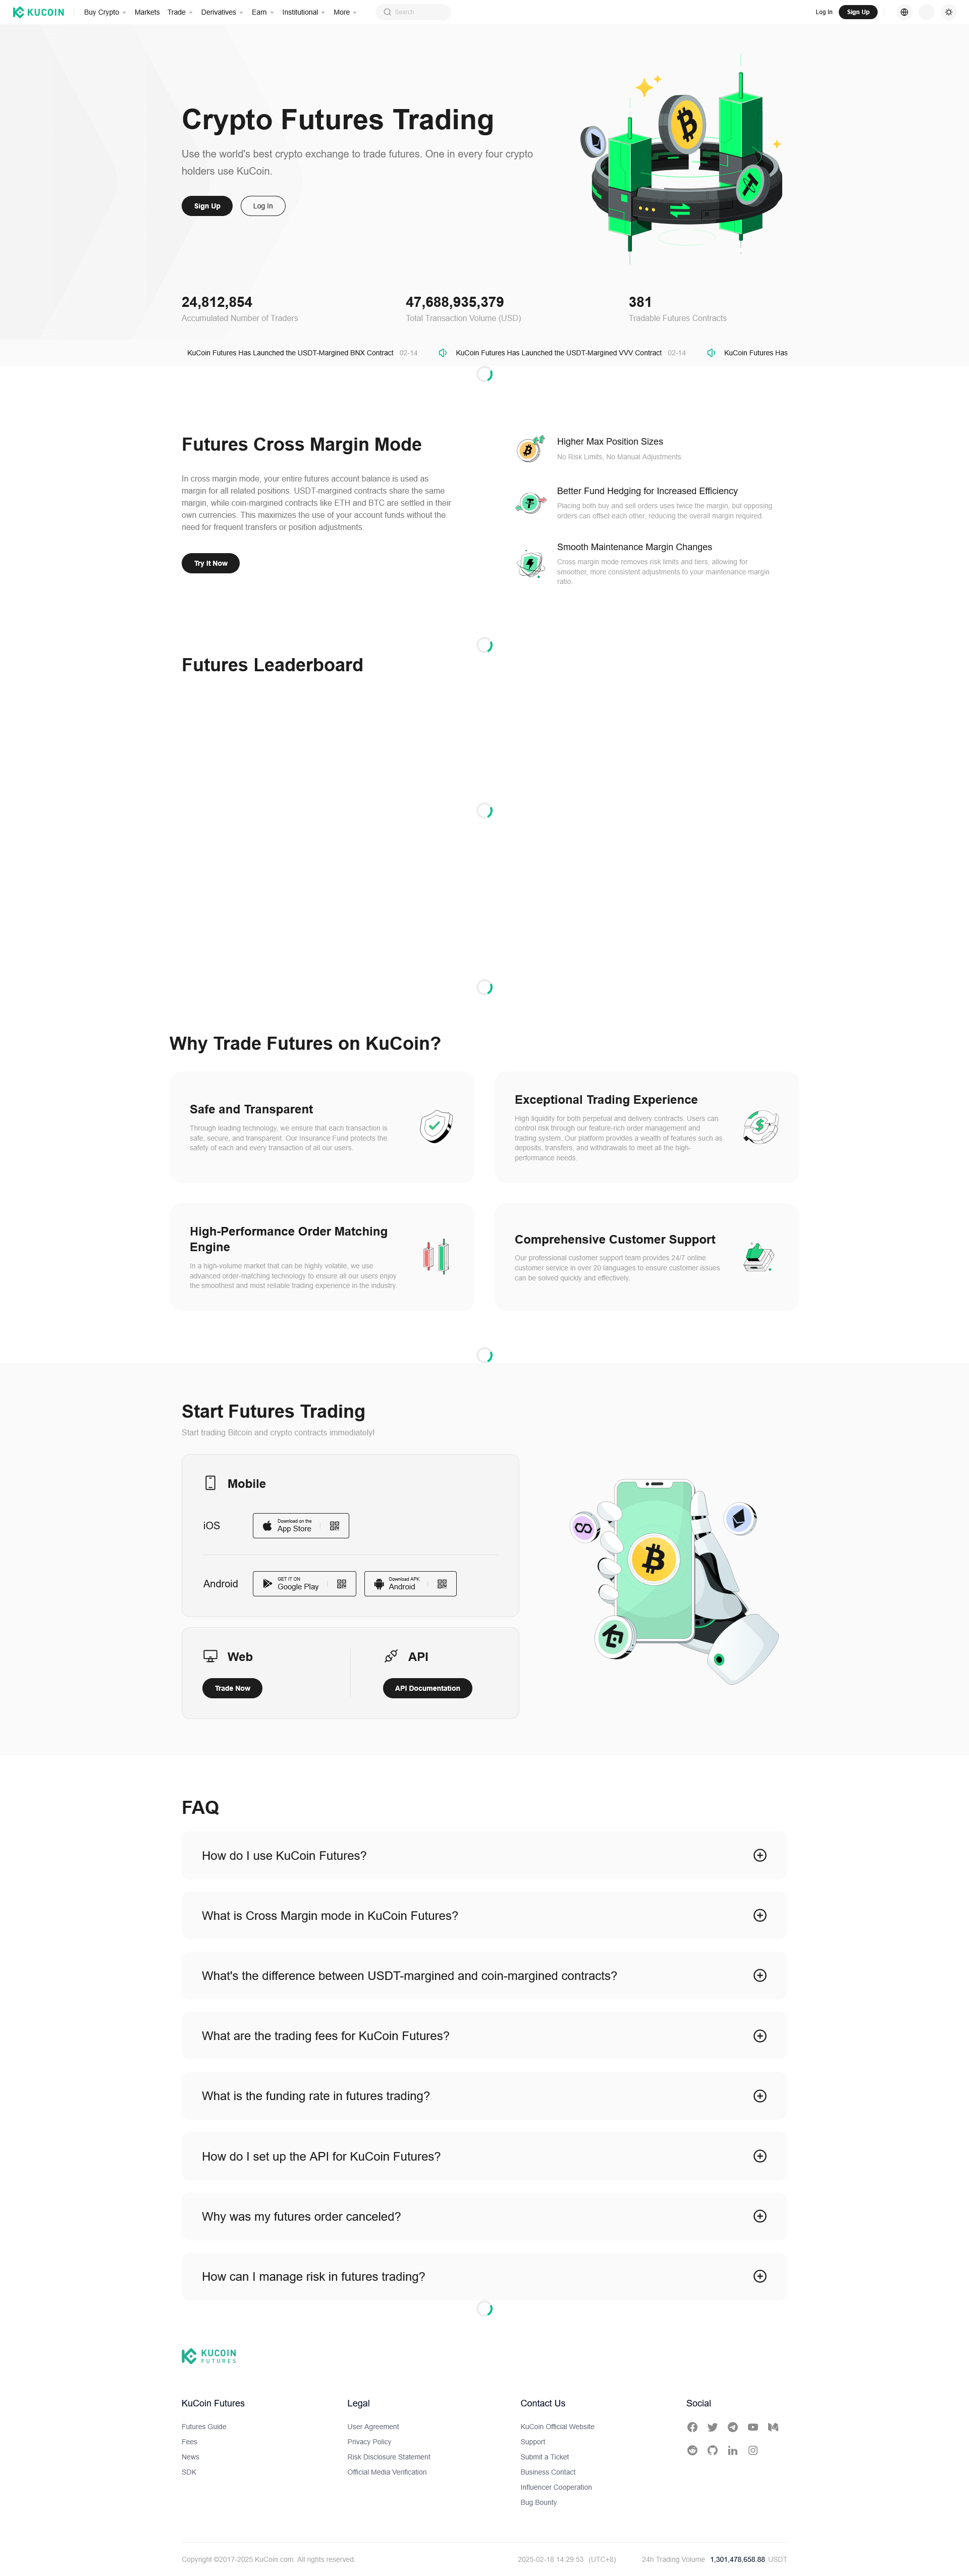 KUCOIN
Buy Crypto
Markets
Trade
Derivatives
Earn
Institutional
More
Search
Log In
Sign Up
Crypto Futures Trading
Use the world's best crypto exchange to trade futures. One in every four crypto
holders use KuCoin.
Sign Up
Log In
24,812,854
Accumulated Number of Traders
47,688,935,379
Total Transaction Volume (USD)
381
Tradable Futures Contracts
KuCoin Futures Has Launched the USDT-Margined BNX Contract 02-14
KuCoin Futures Has Launched the USDT-Margined VVV Contract 02-14
KuCoin Futures Has
Futures Cross Margin Mode
In cross margin mode, your entire futures account balance is used as
margin for all related positions. USDT-margined contracts share the same
margin, while coin-margined contracts like ETH and BTC are settled in their
own currencies. This maximizes the use of your account funds without the
need for frequent transfers or position adjustments.
Try It Now
Higher Max Position Sizes
No Risk Limits, No Manual Adjustments
Better Fund Hedging for Increased Efficiency
Placing both buy and sell orders uses twice the margin, but opposing
orders can offset each other, reducing the overall margin required.
Smooth Maintenance Margin Changes
Cross margin mode removes risk limits and tiers, allowing for
smoother, more consistent adjustments to your maintenance margin
ratio.
Futures Leaderboard
Why Trade Futures on KuCoin?
Safe and Transparent
Through leading technology, we ensure that each transaction is
safe, secure, and transparent. Our Insurance Fund protects the
safety of each and every transaction of all our users.
Exceptional Trading Experience
High liquidity for both perpetual and delivery contracts. Users can
control risk through our feature-rich order management and
trading system. Our platform provides a wealth of features such as
deposits, transfers, and withdrawals to meet all the high-
performance needs.
High-Performance Order Matching
Engine
In a high-volume market that can be highly volatile, we use
advanced order-matching technology to ensure all our users enjoy
the smoothest and most reliable trading experience in the industry.
Comprehensive Customer Support
Our professional customer support team provides 24/7 online
customer service in over 20 languages to ensure customer issues
can be solved quickly and effectively.
Start Futures Trading
Start trading Bitcoin and crypto contracts immediately!
Mobile
iOS
Download on the
App Store
Android
GET IT ON
Google Play
Download APK
Android
Web
Trade Now
API
API Documentation
FAQ
How do I use KuCoin Futures?
What is Cross Margin mode in KuCoin Futures?
What's the difference between USDT-margined and coin-margined contracts?
What are the trading fees for KuCoin Futures?
What is the funding rate in futures trading?
How do I set up the API for KuCoin Futures?
Why was my futures order canceled?
How can I manage risk in futures trading?
KUCOIN
FUTURES
KuCoin Futures
Futures Guide
Fees
News
SDK
Legal
User Agreement
Privacy Policy
Risk Disclosure Statement
Official Media Verification
Contact Us
KuCoin Official Website
Support
Submit a Ticket
Business Contact
Influencer Cooperation
Bug Bounty
Social
Copyright ©2017-2025 KuCoin.com. All rights reserved.
2025-02-18 14:29:53 (UTC+8)
24h Trading Volume 1,301,478,658.88 USDT